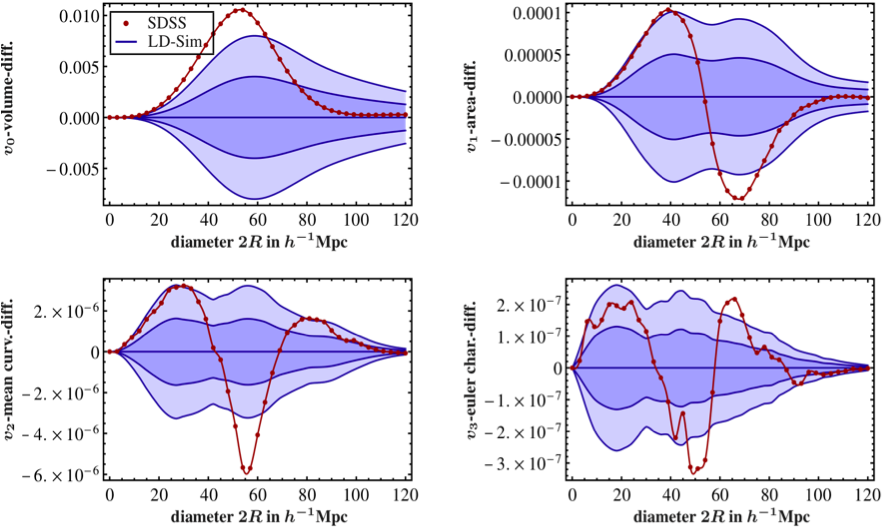 SDSS
LD-Sim
0.010
0.005
0.000
−0.005
v0-volume-diff.
0 20 40 60 80 100 120
diameter 2R in h⁻¹Mpc
0.0001
0.00005
0.0000
−0.00005
−0.0001
v1-area-diff.
0 20 40 60 80 100 120
diameter 2R in h⁻¹Mpc
2. × 10⁻⁶
0
−2. × 10⁻⁶
−4. × 10⁻⁶
−6. × 10⁻⁶
v2-mean curv.-diff.
0 20 40 60 80 100 120
diameter 2R in h⁻¹Mpc
2. × 10⁻⁷
1. × 10⁻⁷
0
−1. × 10⁻⁷
−2. × 10⁻⁷
−3. × 10⁻⁷
v3-euler char.-diff.
0 20 40 60 80 100 120
diameter 2R in h⁻¹Mpc